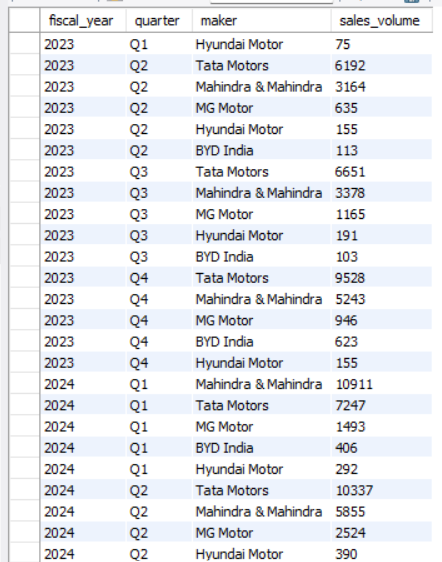 fiscal_year quarter maker sales_volume
2023 Q1 Hyundai Motor 75
2023 Q2 Tata Motors 6192
2023 Q2 Mahindra & Mahindra 3164
2023 Q2 MG Motor 635
2023 Q2 Hyundai Motor 155
2023 Q2 BYD India 113
2023 Q3 Tata Motors 6651
2023 Q3 Mahindra & Mahindra 3378
2023 Q3 MG Motor 1165
2023 Q3 Hyundai Motor 191
2023 Q3 BYD India 103
2023 Q4 Tata Motors 9528
2023 Q4 Mahindra & Mahindra 5243
2023 Q4 MG Motor 946
2023 Q4 BYD India 623
2023 Q4 Hyundai Motor 155
2024 Q1 Mahindra & Mahindra 10911
2024 Q1 Tata Motors 7247
2024 Q1 MG Motor 1493
2024 Q1 BYD India 406
2024 Q1 Hyundai Motor 292
2024 Q2 Tata Motors 10337
2024 Q2 Mahindra & Mahindra 5855
2024 Q2 MG Motor 2524
2024 Q2 Hyundai Motor 390